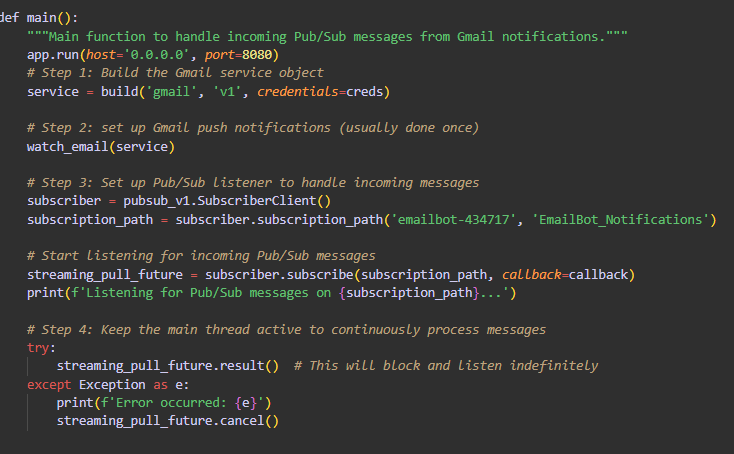 def main():
    """Main function to handle incoming Pub/Sub messages from Gmail notifications."""
    app.run(host='0.0.0.0', port=8080)
    # Step 1: Build the Gmail service object
    service = build('gmail', 'v1', credentials=creds)

    # Step 2: set up Gmail push notifications (usually done once)
    watch_email(service)

    # Step 3: Set up Pub/Sub listener to handle incoming messages
    subscriber = pubsub_v1.SubscriberClient()
    subscription_path = subscriber.subscription_path('emailbot-434717', 'EmailBot_Notifications')

    # Start listening for incoming Pub/Sub messages
    streaming_pull_future = subscriber.subscribe(subscription_path, callback=callback)
    print(f'Listening for Pub/Sub messages on {subscription_path}...')

    # Step 4: Keep the main thread active to continuously process messages
    try:
        streaming_pull_future.result()  # This will block and listen indefinitely
    except Exception as e:
        print(f'Error occurred: {e}')
        streaming_pull_future.cancel()